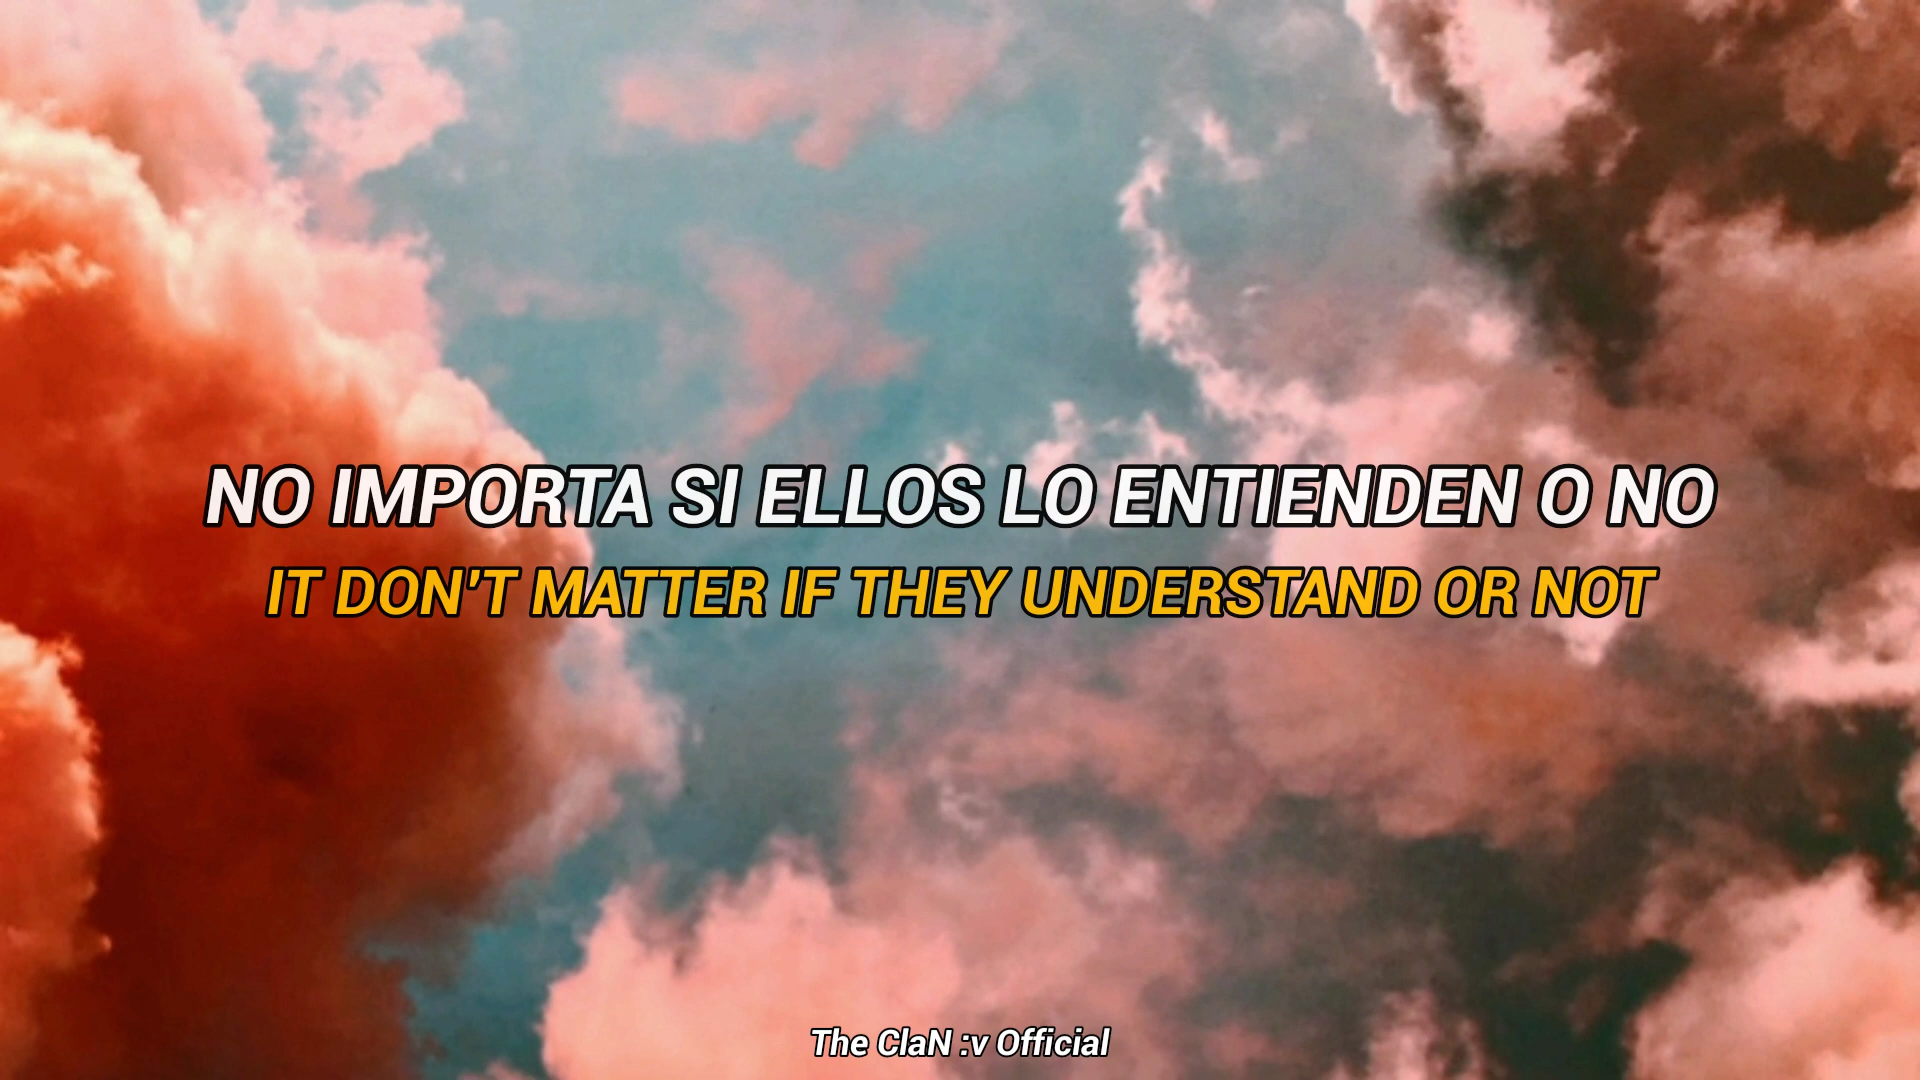 NO IMPORTA SI ELLOS LO ENTIENDEN O NO
IT DON'T MATTER IF THEY UNDERSTAND OR NOT
The ClaN :v Official